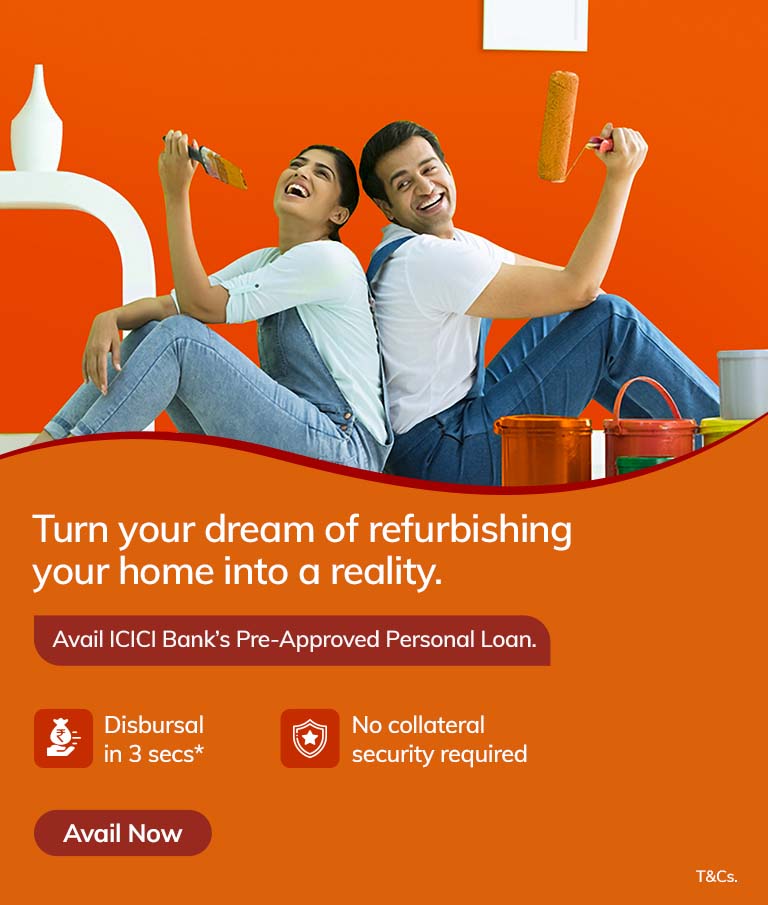 Turn your dream of refurbishing
your home into a reality.
Avail ICICI Bank's Pre-Approved Personal Loan.
Disbursal
in 3 secs*
No collateral
security required
Avail Now
T&Cs.